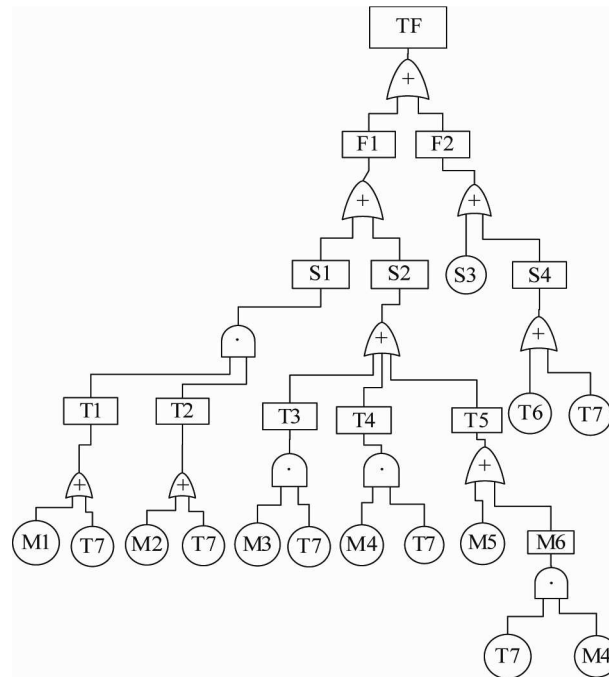 TF
+
F1 F2
+ +
S1 S2 S3 S4
· + +
T1 T2 T3 T4 T5 T6 T7
+ + · · +
M1 T7 M2 T7 M3 T7 M4 T7 M5 M6
·
T7 M4